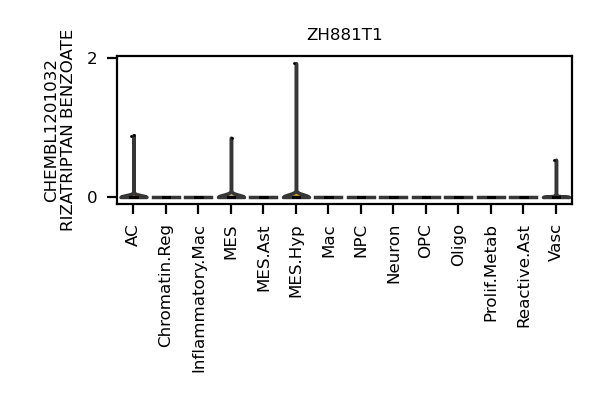 ZH881T1
CHEMBL1201032
RIZATRIPTAN BENZOATE
2
0
AC
Chromatin.Reg
Inflammatory.Mac
MES
MES.Ast
MES.Hyp
Mac
NPC
Neuron
OPC
Oligo
Prolif.Metab
Reactive.Ast
Vasc